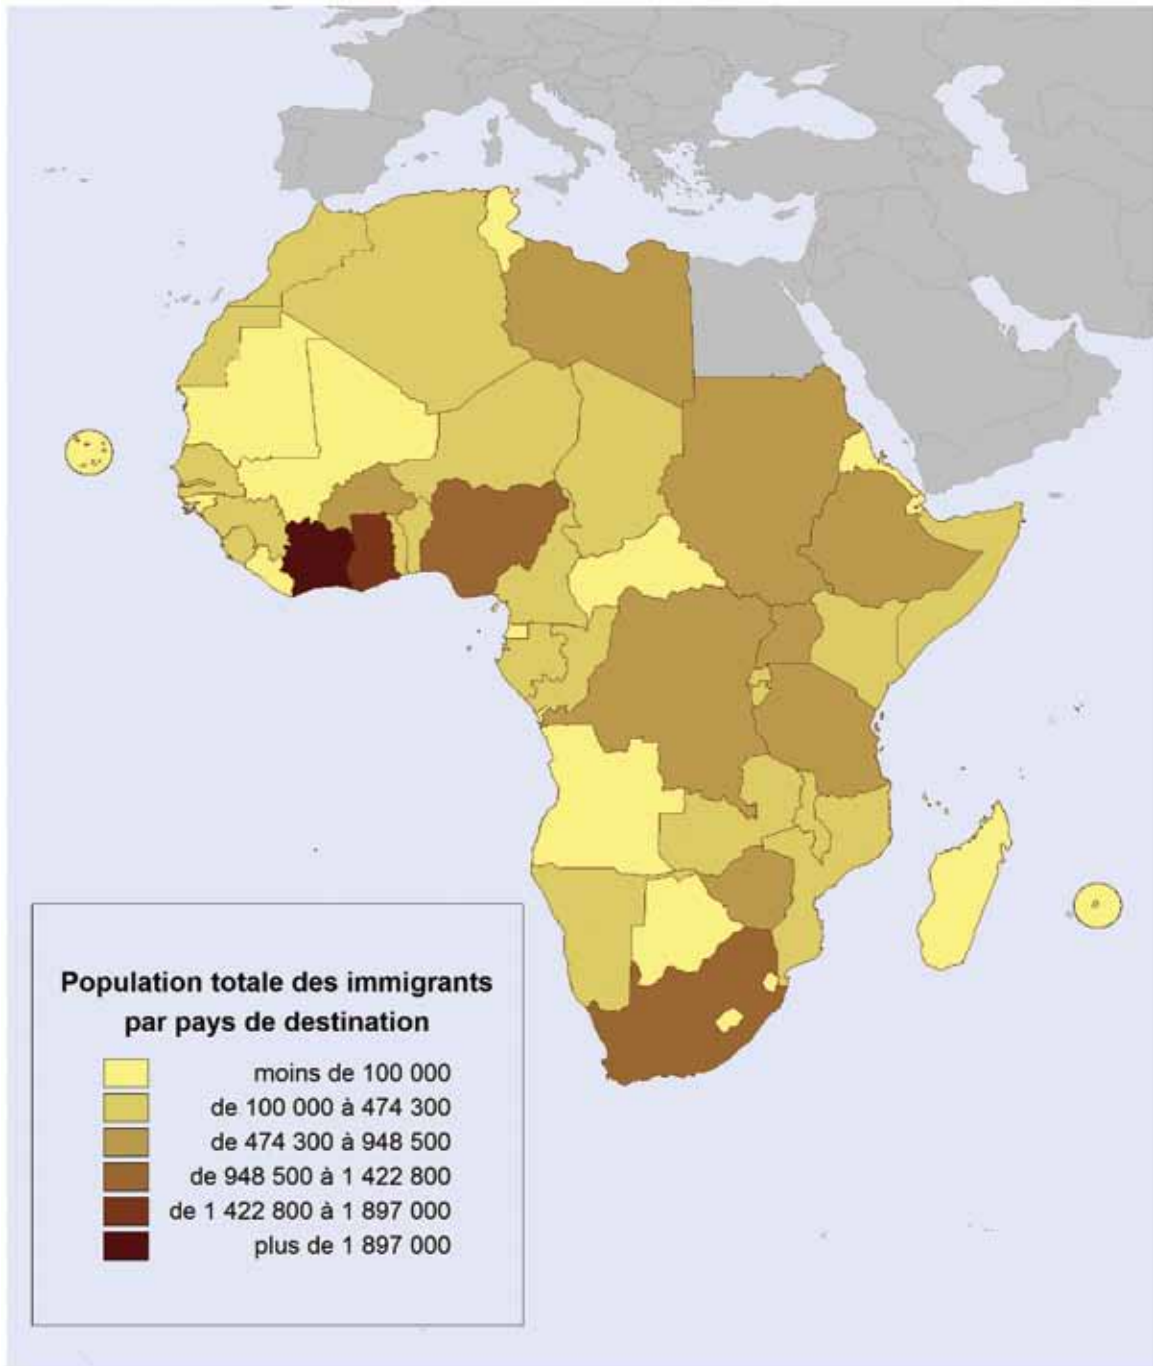 Population totale des immigrants
par pays de destination
moins de 100 000
de 100 000 à 474 300
de 474 300 à 948 500
de 948 500 à 1 422 800
de 1 422 800 à 1 897 000
plus de 1 897 000